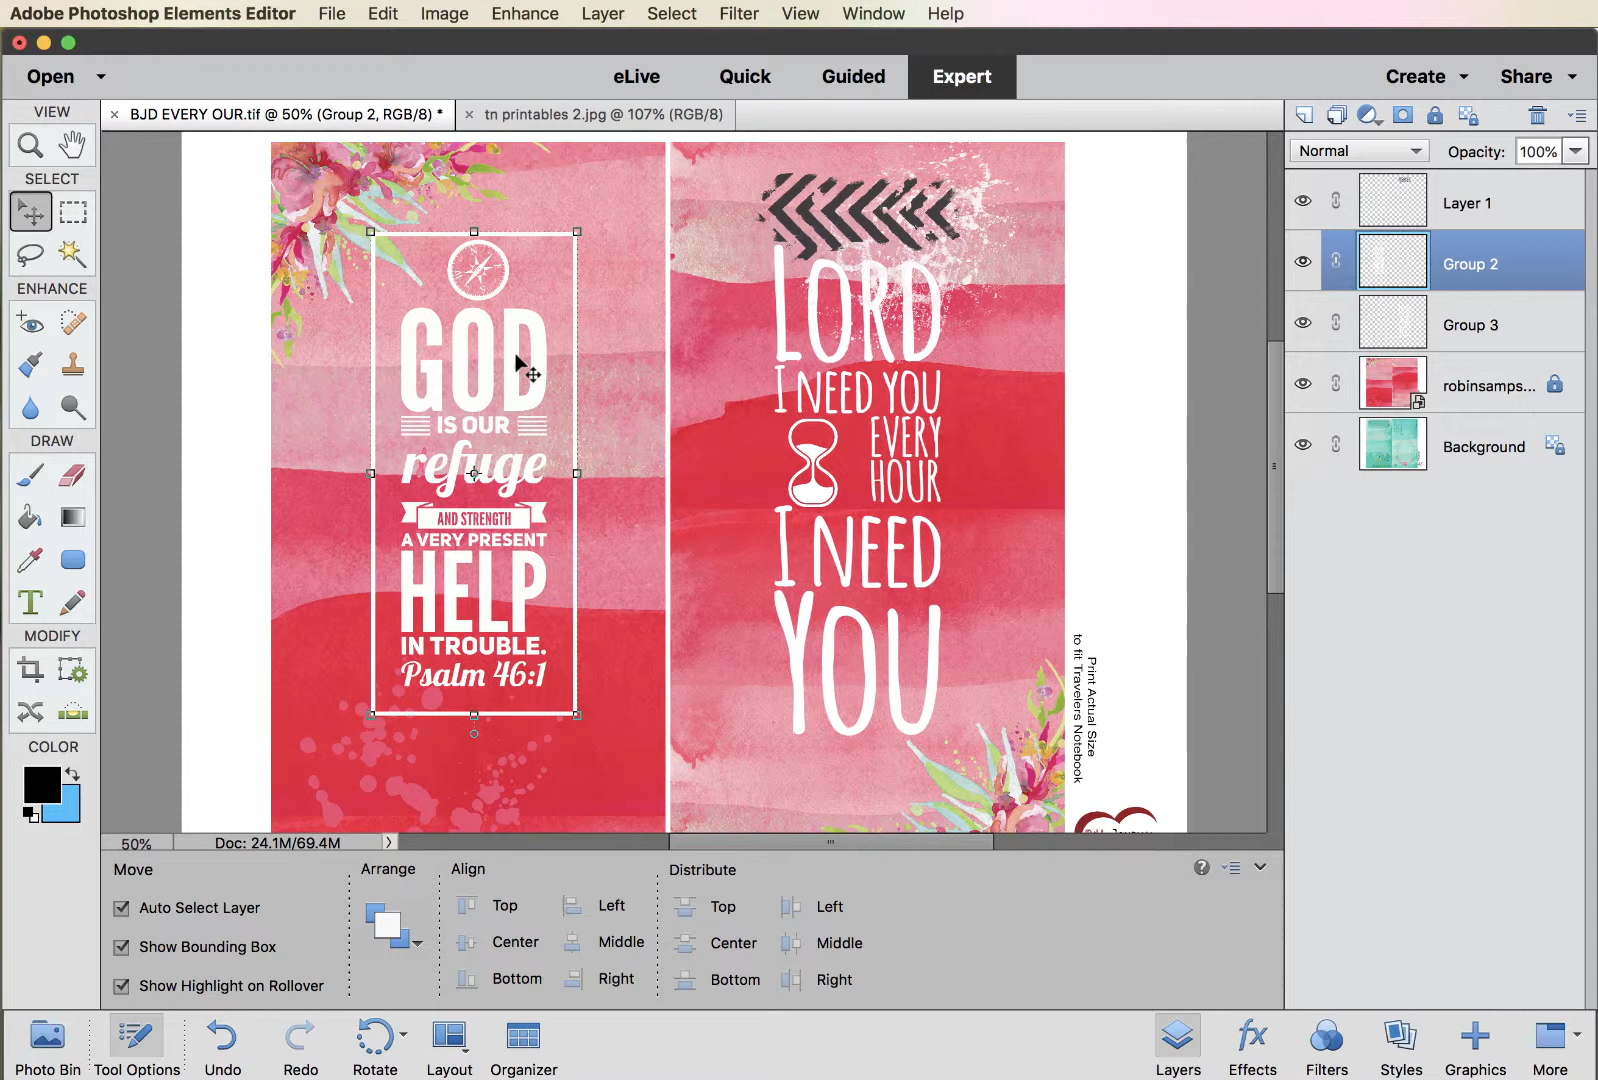 Adobe Photoshop Elements Editor File Edit Image Enhance Layer Select Filter View Window Help
Open eLive Quick Guided Expert Create Share
VIEW
× BJD EVERY OUR.tif @ 50% (Group 2, RGB/8) * × tn printables 2.jpg @ 107% (RGB/8)
Normal Opacity: 100%
SELECT
ENHANCE
DRAW
T
MODIFY
COLOR
GOD
IS OUR
refuge
AND STRENGTH
A VERY PRESENT
HELP
IN TROUBLE.
Psalm 46:1
LORD
I NEED YOU
EVERY
HOUR
I NEED
YOU
Print Actual Size
to fit Travelers Notebook
Layer 1
Group 2
Group 3
robinsamps...
Background
50% Doc: 24.1M/69.4M
Move
Auto Select Layer
Show Bounding Box
Show Highlight on Rollover
Arrange
Align
Top Left
Center Middle
Bottom Right
Distribute
Top Left
Center Middle
Bottom Right
Photo Bin Tool Options Undo Redo Rotate Layout Organizer Layers fx Effects Filters Styles Graphics More